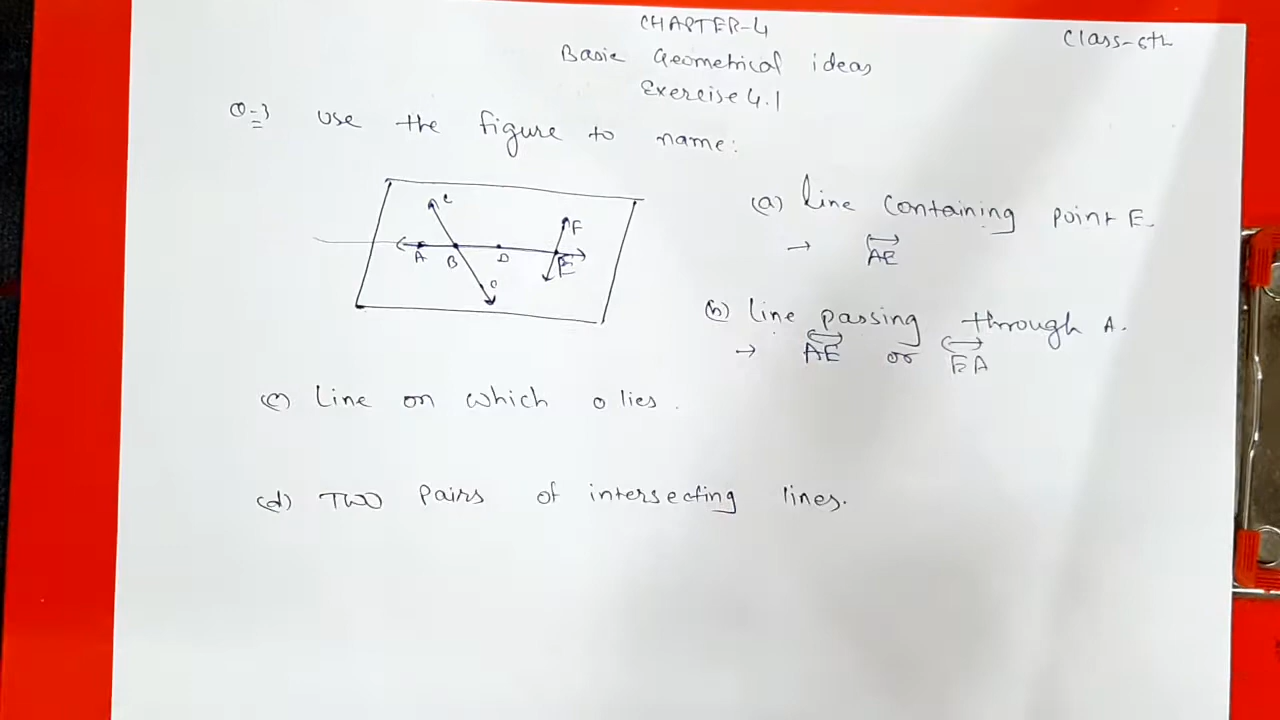 CHAPTER-4
Class-6th
Basic Geometrical ideas
Exercise 4.1
Q-3 use the figure to name:
C
F
A B D E
O
(a) line containing point E.
→ AE
(b) line passing through A.
→ AE or EA
(c) Line on which O lies.
(d) Two pairs of intersecting lines.